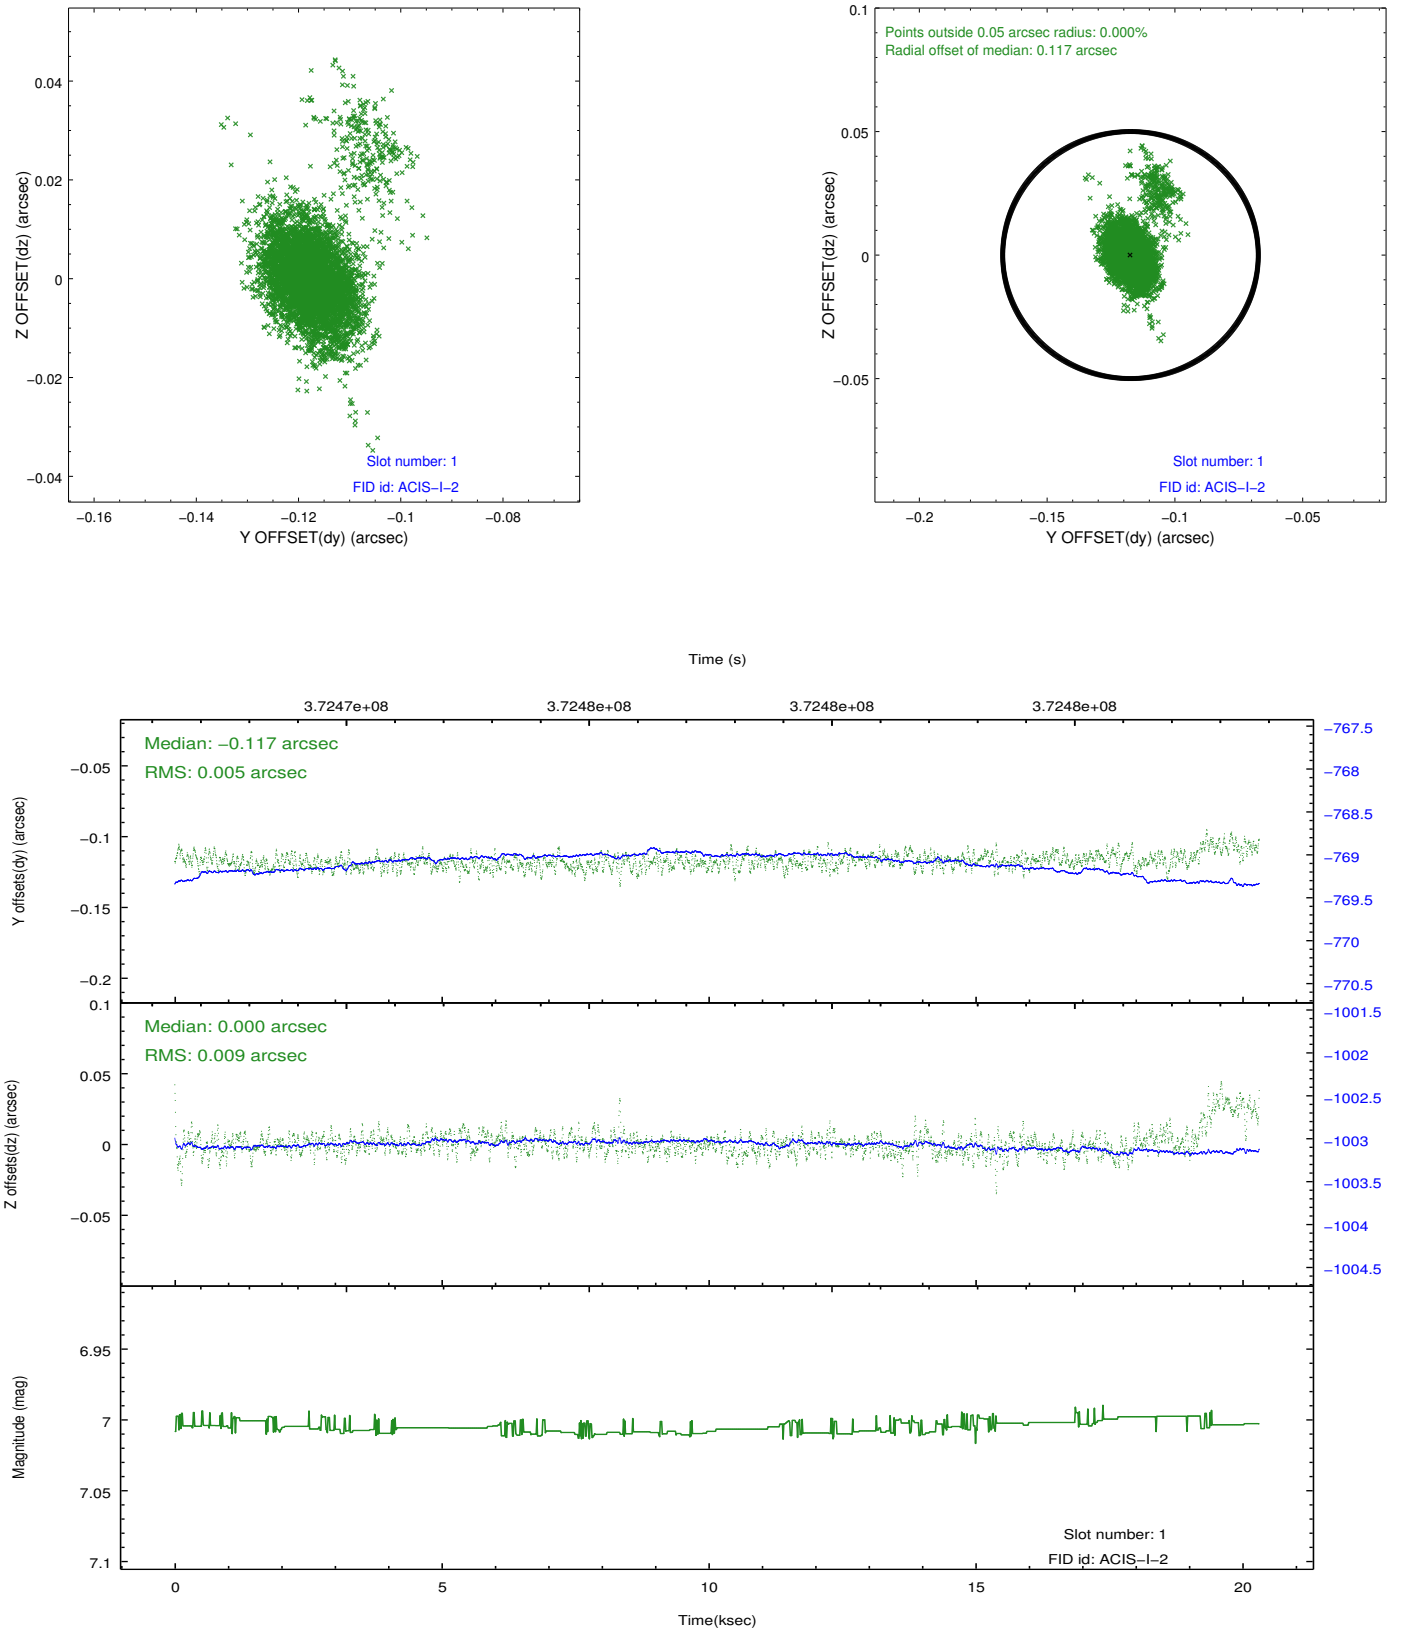 0.04
0.02
0
−0.02
−0.04
Z OFFSET(dz) (arcsec)
Slot number: 1
FID id: ACIS−I−2
−0.16
−0.14
−0.12
−0.1
−0.08
Y OFFSET(dy) (arcsec)
0.1
0.05
0
−0.05
Z OFFSET(dz) (arcsec)
Points outside 0.05 arcsec radius: 0.000%
Radial offset of median: 0.117 arcsec
Slot number: 1
FID id: ACIS−I−2
−0.2
−0.15
−0.1
−0.05
Y OFFSET(dy) (arcsec)
Time (s)
3.7247e+08
3.7248e+08
3.7248e+08
3.7248e+08
Median: −0.117 arcsec
RMS: 0.005 arcsec
−0.05
−0.1
−0.15
−0.2
Y offsets(dy) (arcsec)
−767.5
−768
−768.5
−769
−769.5
−770
−770.5
Median: 0.000 arcsec
RMS: 0.009 arcsec
0.1
0.05
0
−0.05
Z offsets(dz) (arcsec)
−1001.5
−1002
−1002.5
−1003
−1003.5
−1004
−1004.5
6.95
7
7.05
7.1
Magnitude (mag)
Slot number: 1
FID id: ACIS−I−2
0
5
10
15
20
Time(ksec)